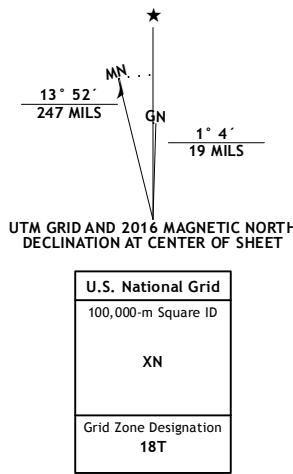 ★
MN
GN
13° 52´
247 MILS
1° 4´
19 MILS
UTM GRID AND 2016 MAGNETIC NORTH
DECLINATION AT CENTER OF SHEET
U.S. National Grid
100,000-m Square ID
XN
Grid Zone Designation
18T